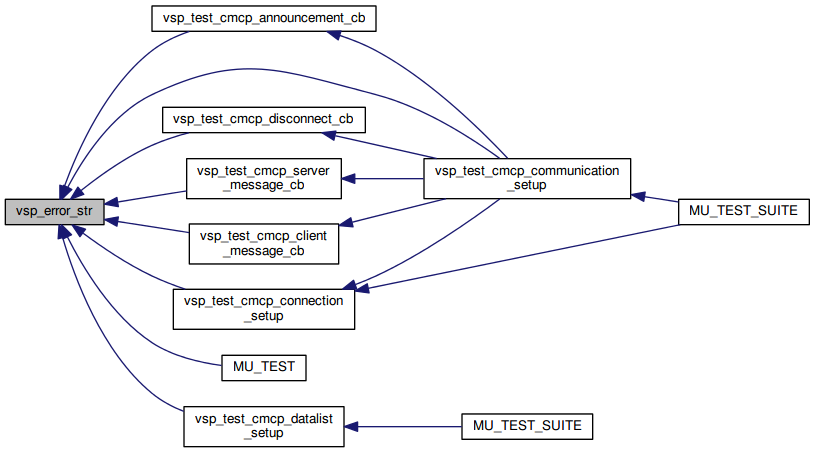 vsp_test_cmcp_announcement_cb
vsp_test_cmcp_disconnect_cb
vsp_test_cmcp_server
_message_cb
vsp_test_cmcp_communication
_setup
vsp_error_str
MU_TEST_SUITE
vsp_test_cmcp_client
_message_cb
vsp_test_cmcp_connection
_setup
MU_TEST
vsp_test_cmcp_datalist
_setup
MU_TEST_SUITE